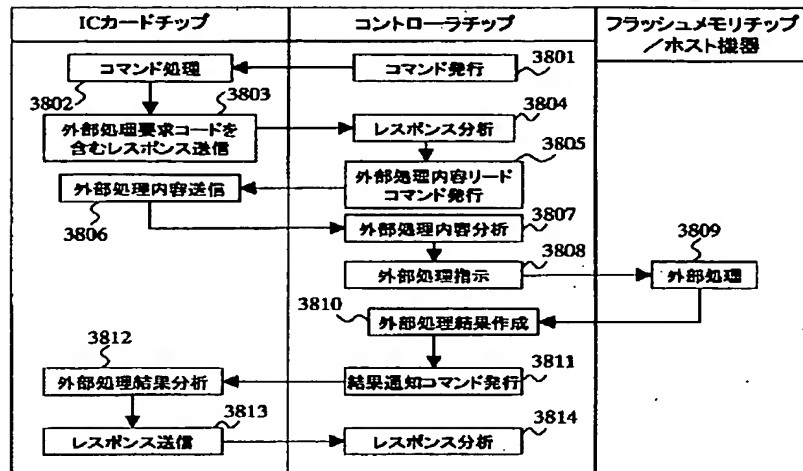 ICカードチップ
コントローラチップ
フラッシュメモリチップ
／ホスト機器
コマンド処理
コマンド発行
3801
3802
3803
外部処理要求コードを
含むレスポンス送信
レスポンス分析
3804
3805
外部処理内容リード
コマンド発行
外部処理内容送信
3806
外部処理内容分析
3807
外部処理指示
3808
3809
外部処理
3810
外部処理結果作成
3812
外部処理結果分析
結果通知コマンド発行
3811
3813
レスポンス送信
レスポンス分析
3814